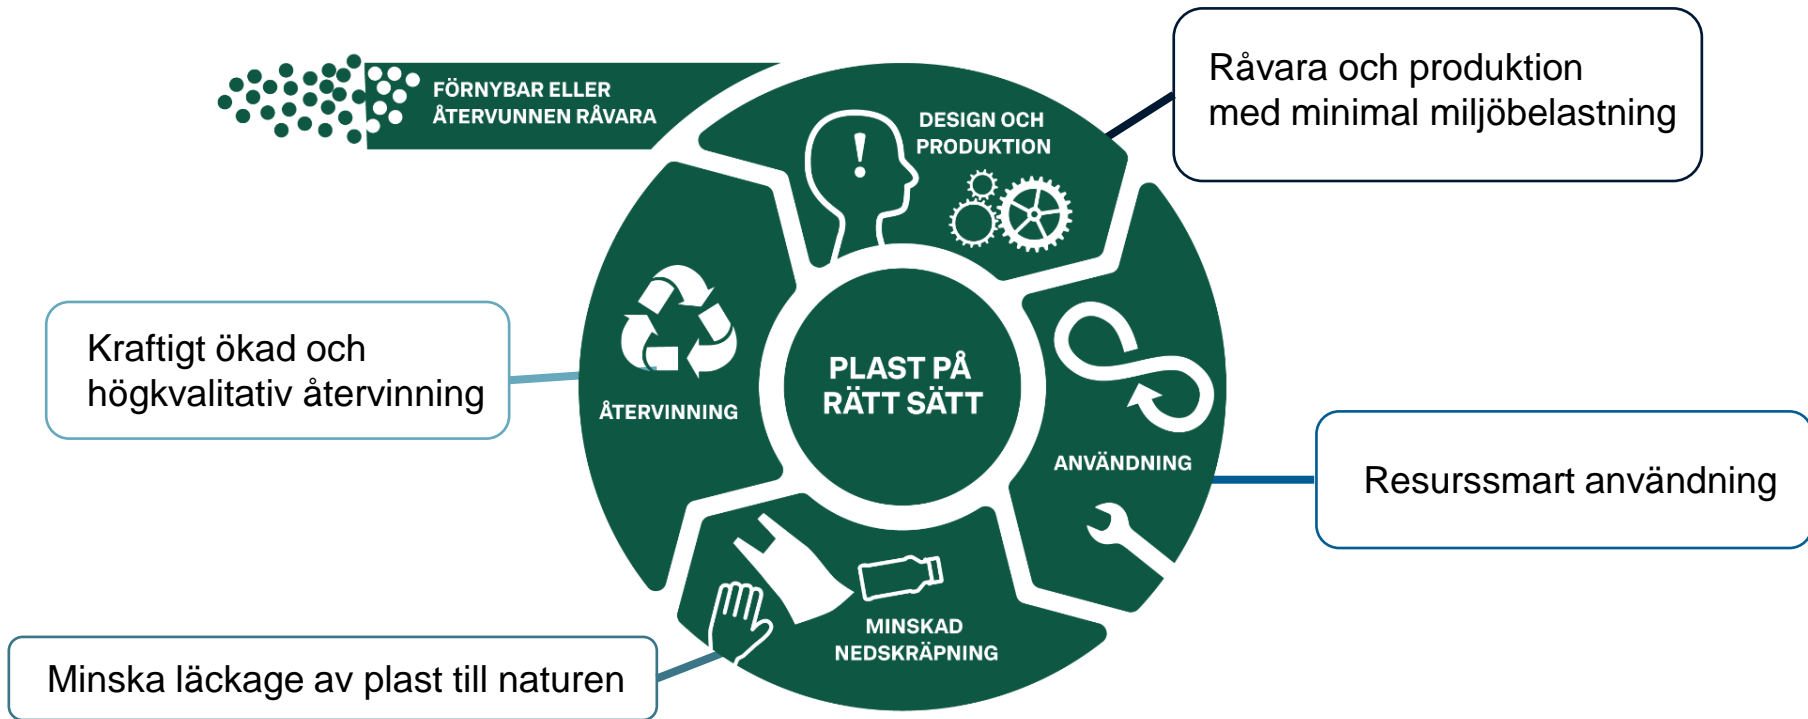 FÖRNYBAR ELLER
ÅTERVUNNEN RÅVARA
DESIGN OCH
PRODUKTION
Råvara och produktion
med minimal miljöbelastning
Kraftigt ökad och
högkvalitativ återvinning
ÅTERVINNING
PLAST PÅ
RÄTT SÄTT
ANVÄNDNING
Resurssmart användning
MINSKAD
NEDSKRÄPNING
Minska läckage av plast till naturen